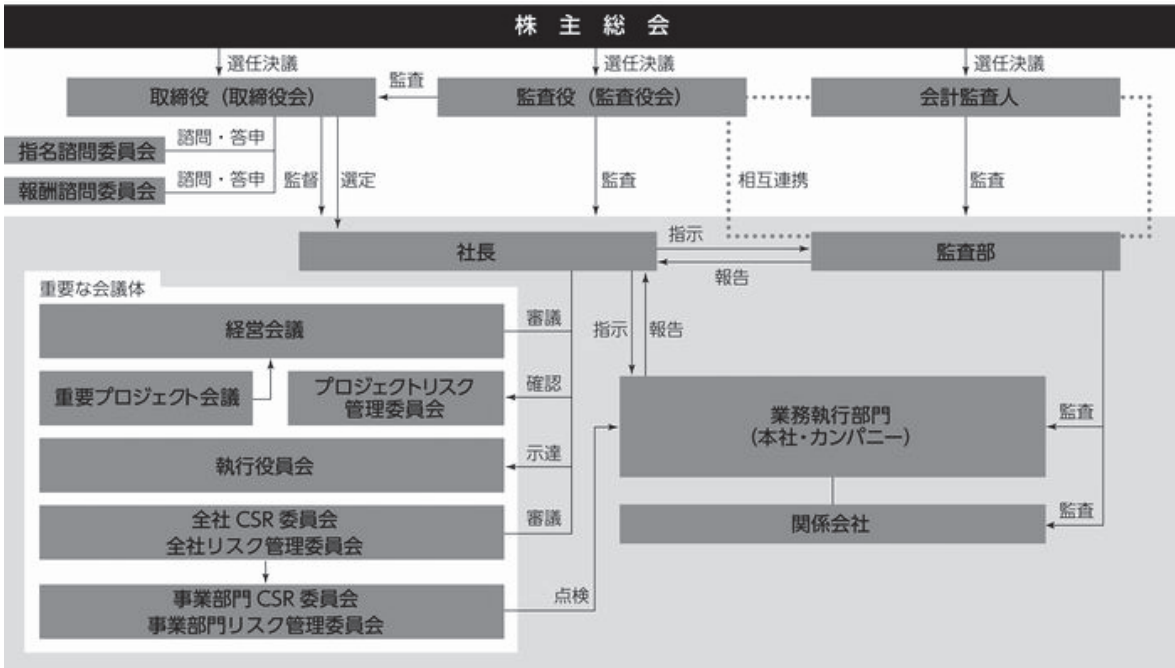 株主総会
選任決議
選任決議
選任決議
取締役（取締役会）
監査
監査役（監査役会）
会計監査人
指名諮問委員会
諮問・答申
報酬諮問委員会
諮問・答申
監督
選定
監査
相互連携
監査
社長
指示
報告
監査部
重要な会議体
経営会議
審議
指示
報告
重要プロジェクト会議
プロジェクトリスク
管理委員会
確認
業務執行部門
（本社・カンパニー）
監査
執行役員会
示達
全社 CSR 委員会
全社リスク管理委員会
審議
関係会社
監査
事業部門 CSR 委員会
事業部門リスク管理委員会
点検